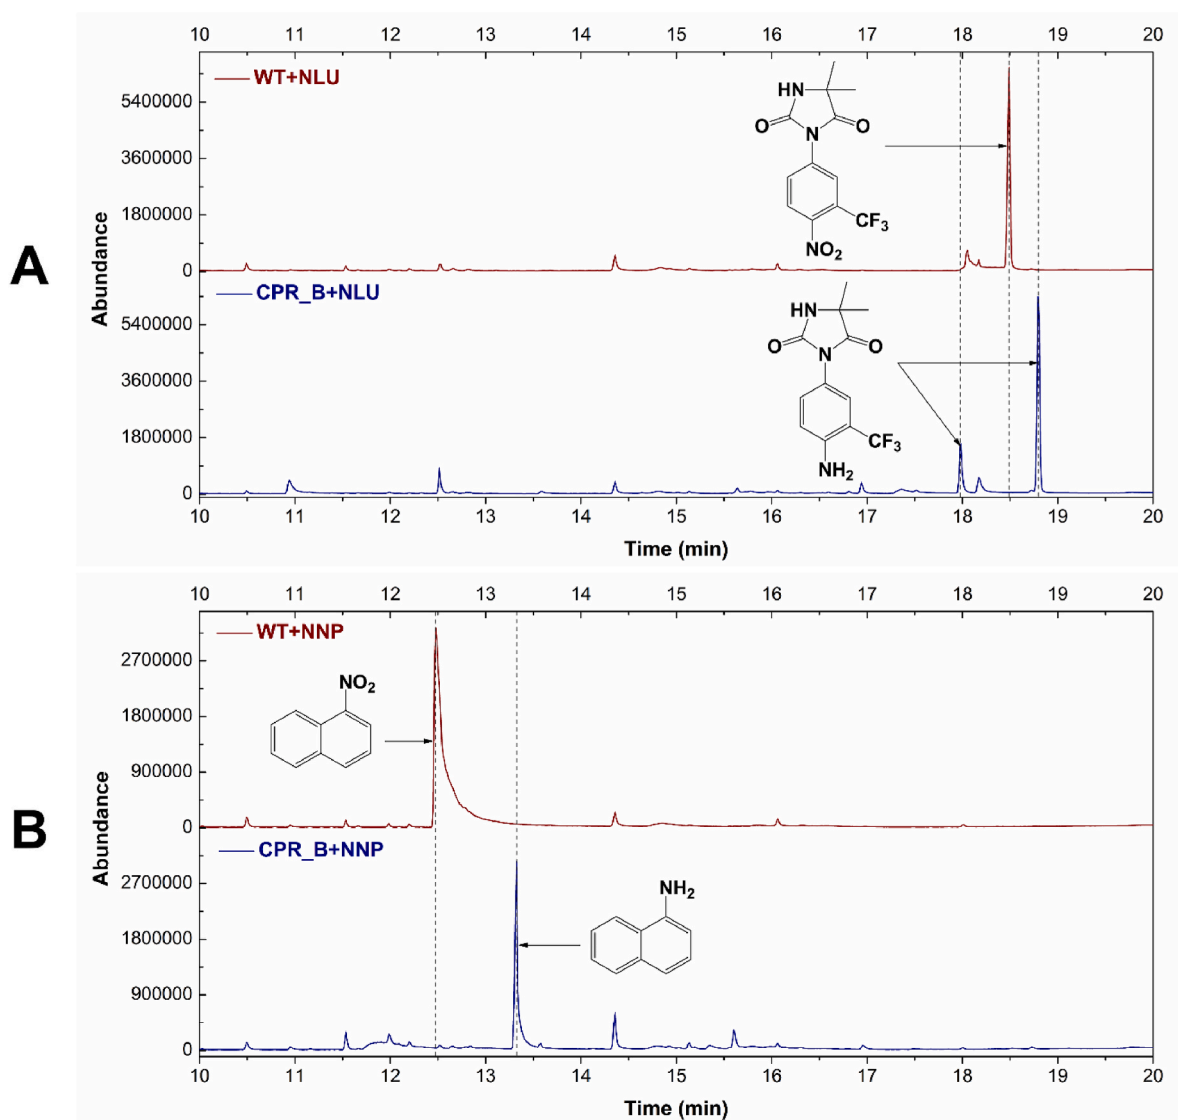 A
10 11 12 13 14 15 16 17 18 19 20
WT+NLU
5400000
3600000
1800000
0
HN
O
N
O
CF3
NO2
CPR_B+NLU
5400000
3600000
1800000
0
HN
O
N
O
CF3
NH2
Abundance
10 11 12 13 14 15 16 17 18 19 20
Time (min)
B
10 11 12 13 14 15 16 17 18 19 20
WT+NNP
2700000
1800000
900000
0
NO2
CPR_B+NNP
2700000
1800000
900000
0
NH2
Abundance
10 11 12 13 14 15 16 17 18 19 20
Time (min)